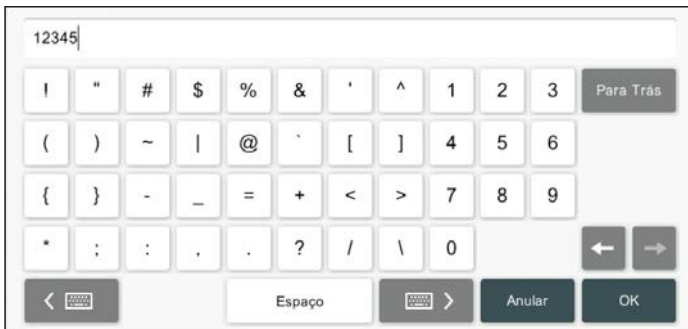 12345
! " # $ % & ' ^ 1 2 3 Para Trás
( ) ~ | @ ` [ ] 4 5 6
{ } - _ = + < > 7 8 9
* ; : , . ? / \ 0
Espaço Anular OK